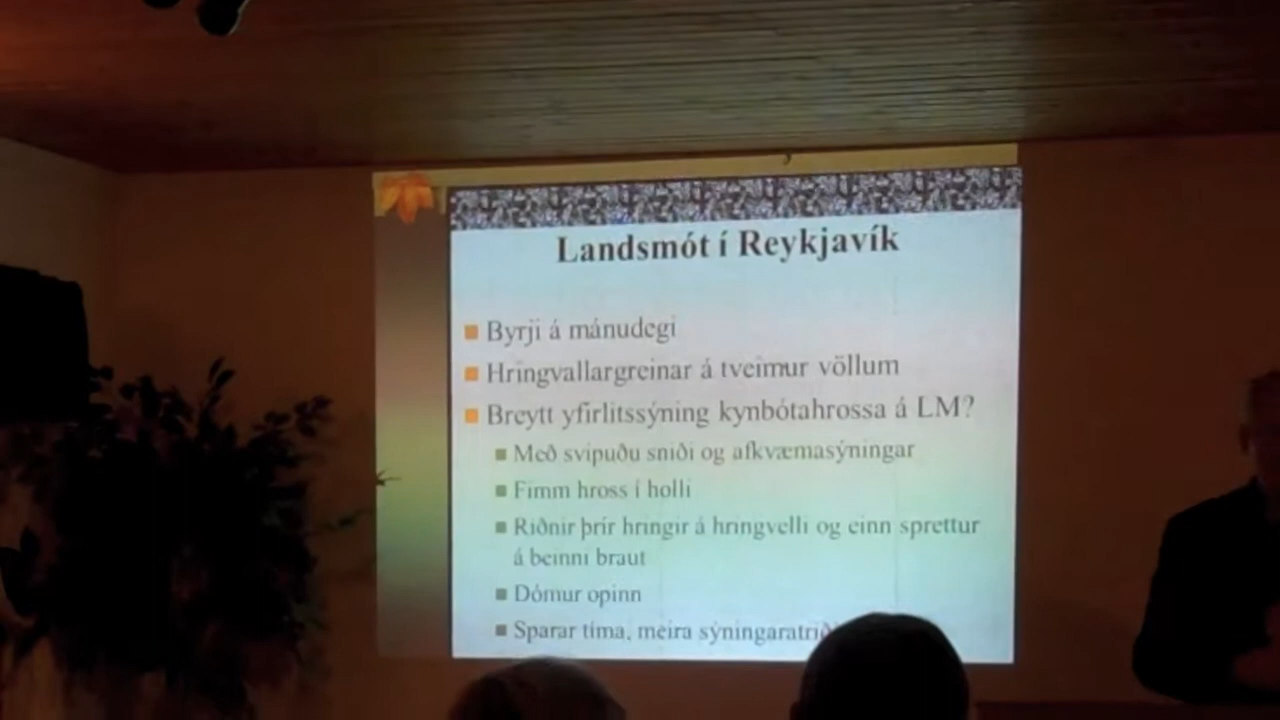 Landsmót í Reykjavík
Byrji á mánudegi
Hringvallargreinar á tveimur völlum
Breytt yfirlitssýning kynbótahrossa á LM?
Með svipuðu sniði og afkvæmasýningar
Fimm hross í holli
Riðnir þrír hringir á hringvelli og einn sprettur
á beinni braut
Dómur opinn
Sparar tíma, meira